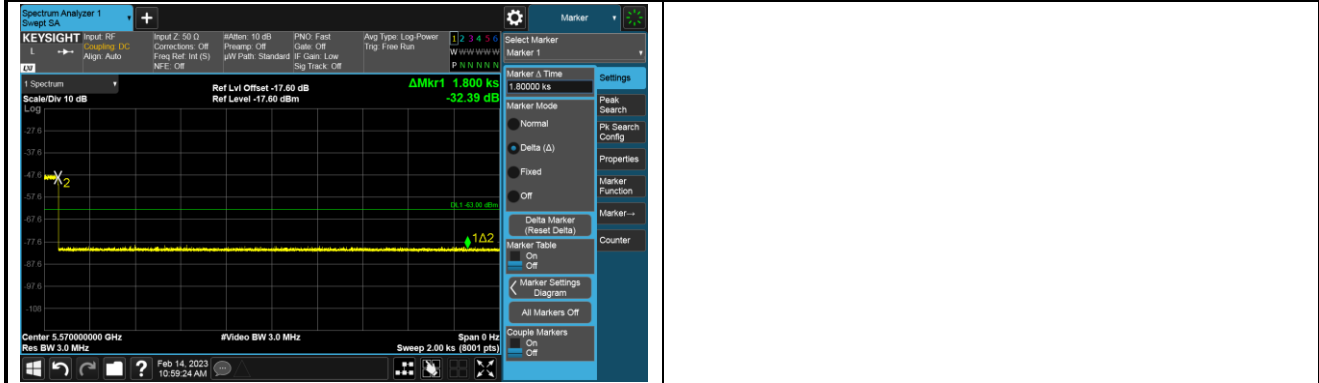 Spectrum Analyzer 1
Swept SA
+
Marker
KEYSIGHT
L
LXI
Input: RF
Coupling: DC
Align: Auto
Input Z: 50 Ω
Corrections: Off
Freq Ref: Int (S)
NFE: Off
#Atten: 10 dB
Preamp: Off
µW Path: Standard
PNO: Fast
Gate: Off
IF Gain: Low
Sig Track: Off
Avg Type: Log-Power
Trig: Free Run
1 2 3 4 5 6
W W W W W W
P N N N N N
Select Marker
Marker 1
1 Spectrum
Scale/Div 10 dB
Log
Ref Lvl Offset -17.60 dB
Ref Level -17.60 dBm
ΔMkr1 1.800 ks
-32.39 dB
-27.6
-37.6
-47.6
-57.6
-67.6
-77.6
-87.6
-97.6
-108
2
DL1 -63.00 dBm
1Δ2
Center 5.570000000 GHz
Res BW 3.0 MHz
#Video BW 3.0 MHz
Span 0 Hz
Sweep 2.00 ks (8001 pts)
Marker Δ Time
1.80000 ks
Marker Mode
Normal
Delta (Δ)
Fixed
Off
Delta Marker
(Reset Delta)
Marker Table
On
Off
Marker Settings
Diagram
All Markers Off
Couple Markers
On
Off
Settings
Peak
Search
Pk Search
Config
Properties
Marker
Function
Marker→
Counter
?
Feb 14, 2023
10:59:24 AM